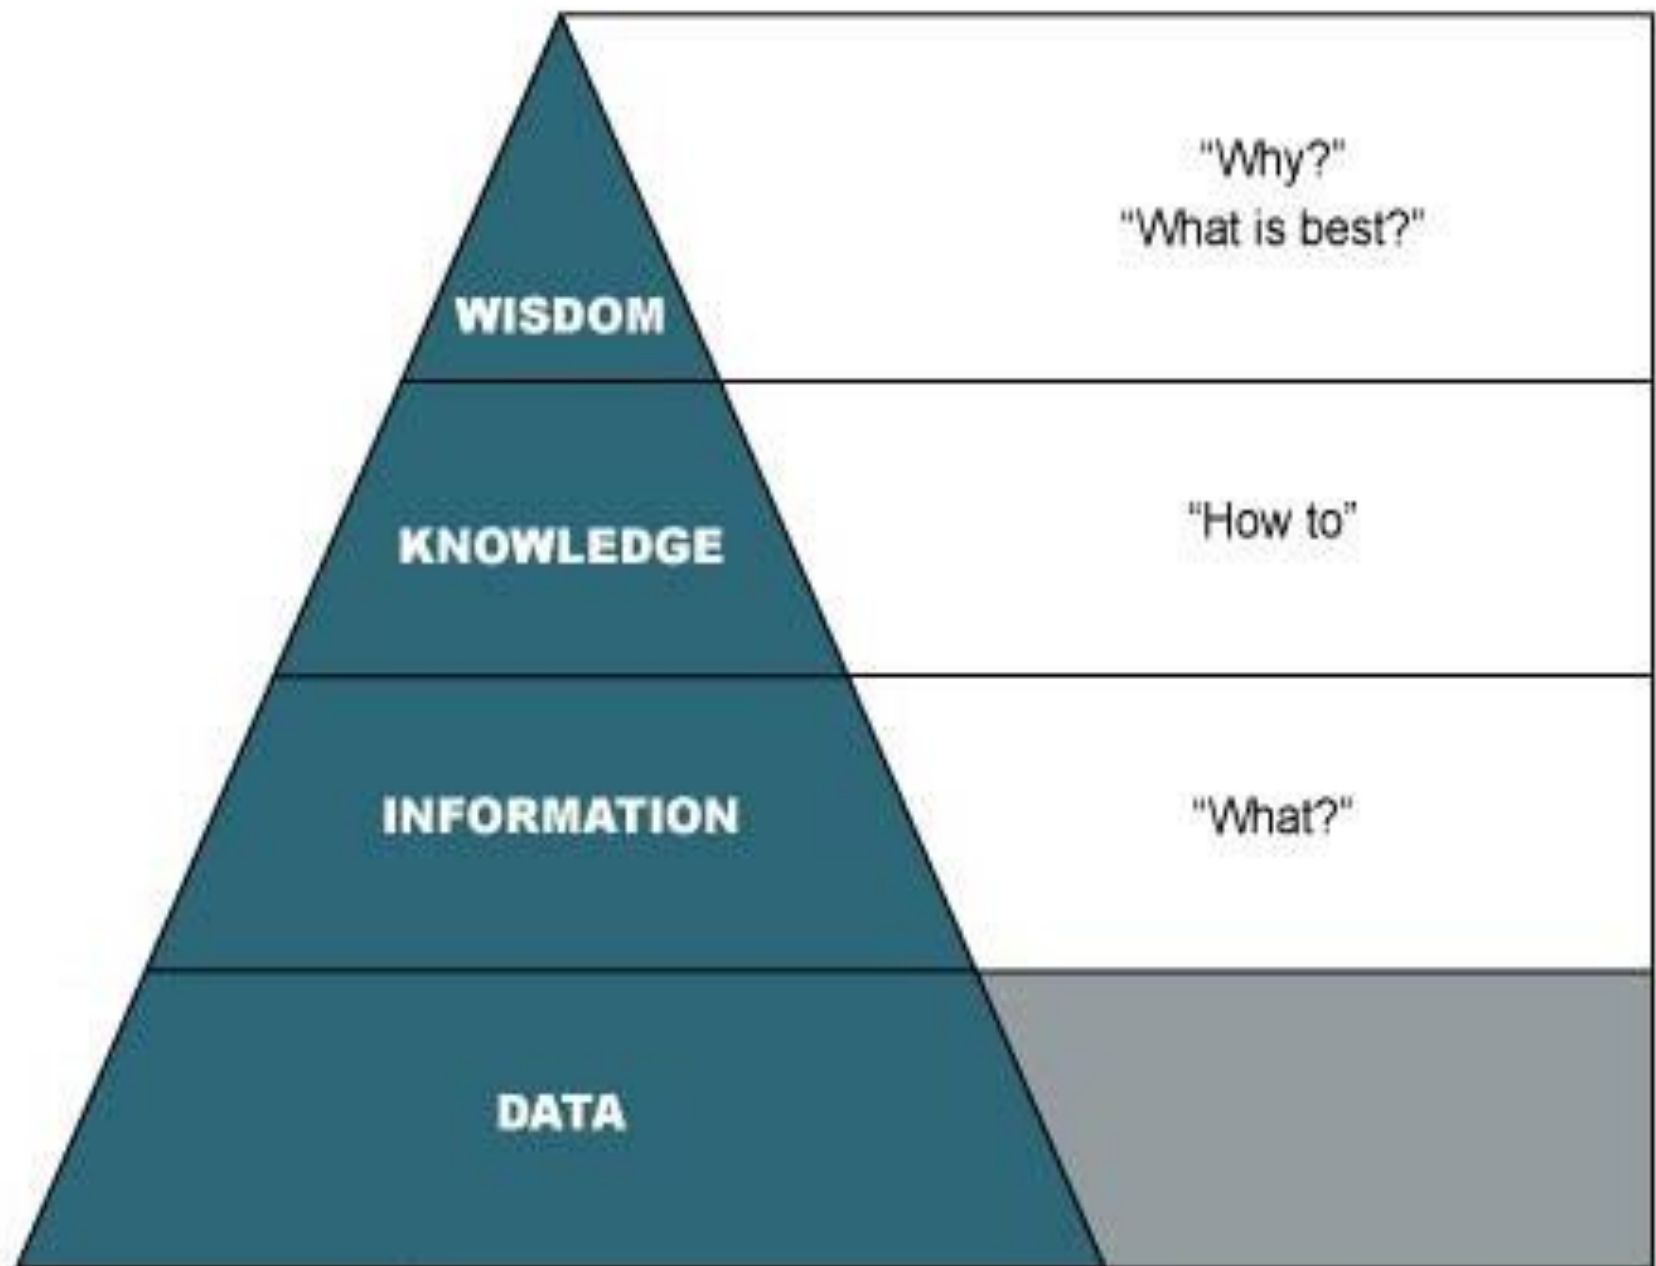 “Why?”
“What is best?”
WISDOM
“How to”
KNOWLEDGE
INFORMATION
“What?”
DATA